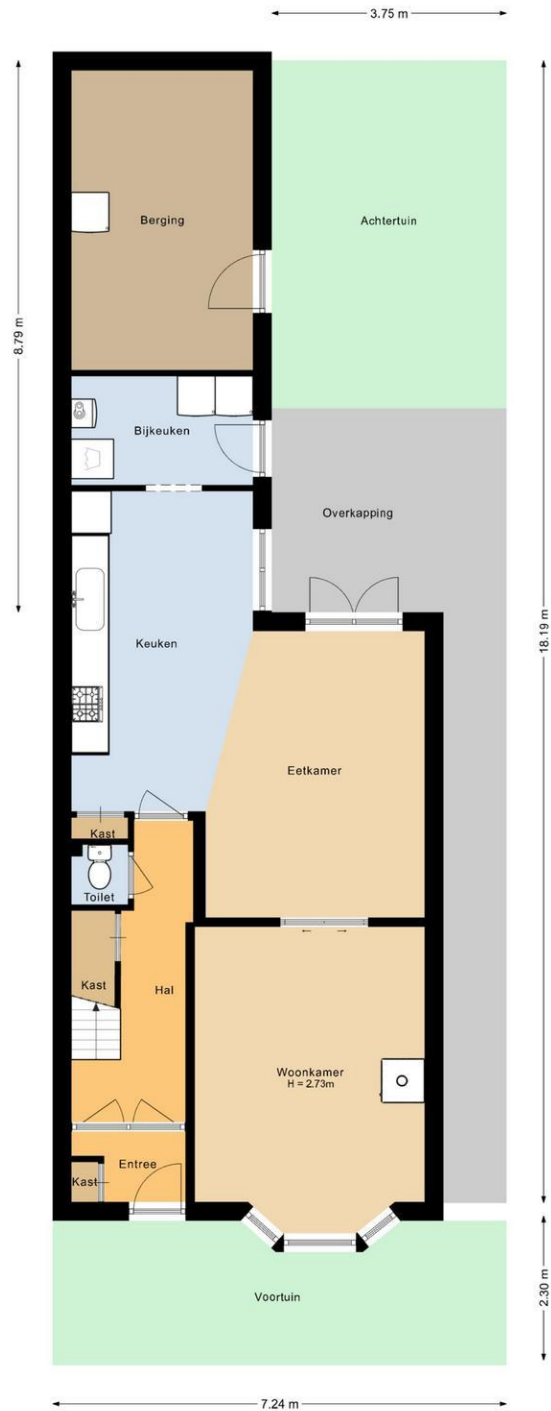 3.75 m
Berging
Achtertuin
8.79 m
Bijkeuken
Overkapping
18.19 m
Keuken
Eetkamer
Kast
Toilet
Kast
Hal
Woonkamer
H = 2.73m
Entree
Kast
2.30 m
Voortuin
7.24 m